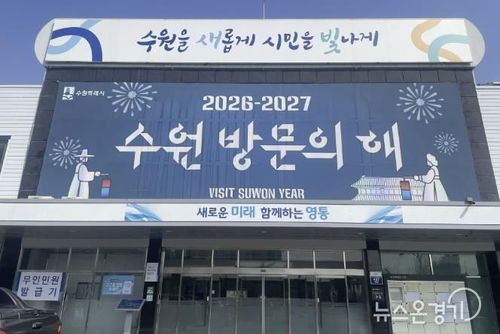 수원을 새롭게 시민을 빛나게
수원특례시
2026-2027
수원 방문의 해
VISIT SUWON YEAR
새로운 미래 함께하는 영통
무인민원
발급기
뉴스온경기